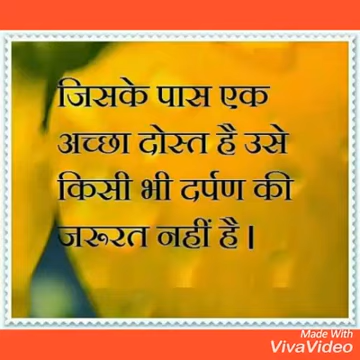 जिसके पास एक
अच्छा दोस्त है उसे
किसी भी दर्पण की
जरूरत नहीं है।
Made With
VivaVideo